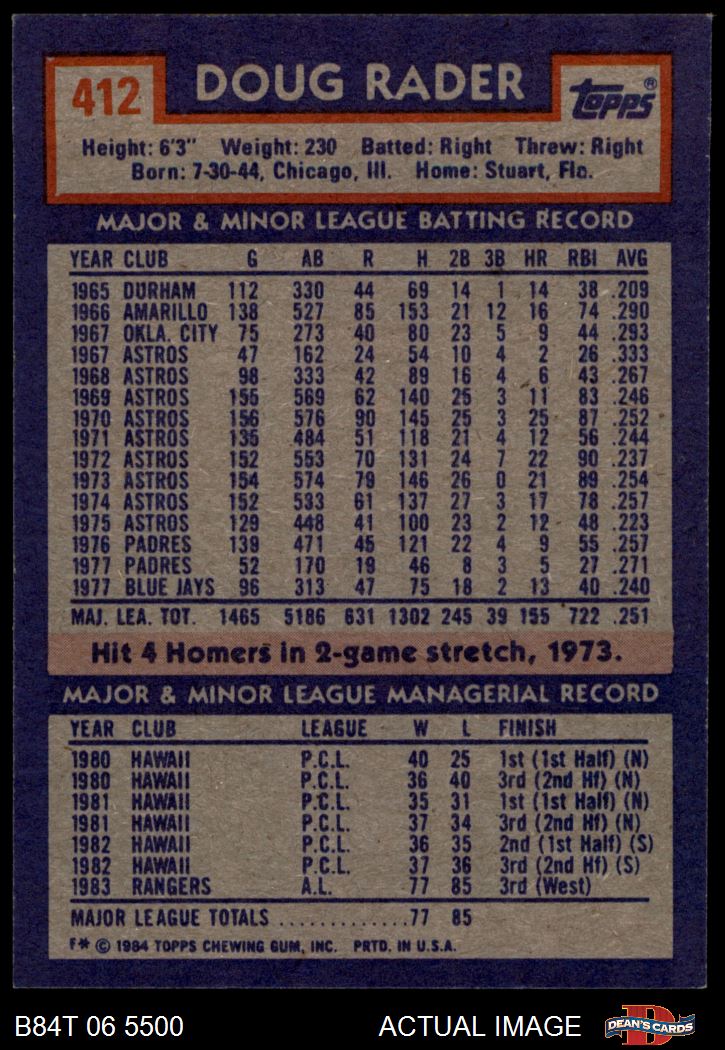 412 DOUG RADER topps®
Height: 6'3" Weight: 230 Batted: Right Threw: Right
Born: 7-30-44, Chicago, Ill. Home: Stuart, Fla.
MAJOR & MINOR LEAGUE BATTING RECORD
YEAR CLUB G AB R H 2B 3B HR RBI AVG
1965 DURHAM 112 330 44 69 14 1 14 38 .209
1966 AMARILLO 138 527 85 153 21 12 16 74 .290
1967 OKLA. CITY 75 273 40 80 23 5 9 44 .293
1967 ASTROS 47 162 24 54 10 4 2 26 .333
1968 ASTROS 98 333 42 89 16 4 6 43 .267
1969 ASTROS 155 569 62 140 25 3 11 83 .246
1970 ASTROS 156 576 90 145 25 3 25 87 .252
1971 ASTROS 135 484 51 118 21 4 12 56 .244
1972 ASTROS 152 553 70 131 24 7 22 90 .237
1973 ASTROS 154 574 79 146 26 0 21 89 .254
1974 ASTROS 152 533 61 137 27 3 17 78 .257
1975 ASTROS 129 448 41 100 23 2 12 48 .223
1976 PADRES 139 471 45 121 22 4 9 55 .257
1977 PADRES 52 170 19 46 8 3 5 27 .271
1977 BLUE JAYS 96 313 47 75 18 2 13 40 .240
MAJ. LEA. TOT. 1465 5186 631 1302 245 39 155 722 .251
Hit 4 Homers in 2-game stretch, 1973.
MAJOR & MINOR LEAGUE MANAGERIAL RECORD
YEAR CLUB LEAGUE W L FINISH
1980 HAWAII P.C.L. 40 25 1st (1st Half) (N)
1980 HAWAII P.C.L. 36 40 3rd (2nd Hf) (N)
1981 HAWAII P.C.L. 35 31 1st (1st Half) (N)
1981 HAWAII P.C.L. 37 34 3rd (2nd Hf) (N)
1982 HAWAII P.C.L. 36 35 2nd (1st Half) (S)
1982 HAWAII P.C.L. 37 36 3rd (2nd Hf) (S)
1983 RANGERS A.L. 77 85 3rd (West)
MAJOR LEAGUE TOTALS .............77 85
F* © 1984 TOPPS CHEWING GUM, INC. PRTD. IN U.S.A.
B84T 06 5500 ACTUAL IMAGE D DEAN'S CARDS